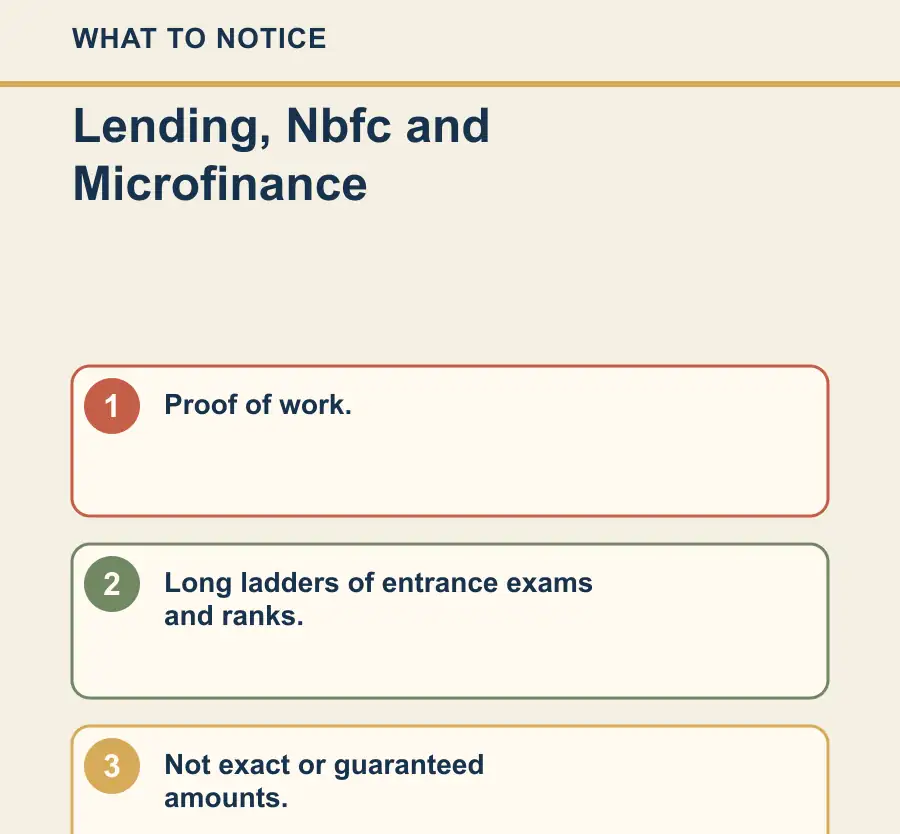 WHAT TO NOTICE
Lending, Nbfc and
Microfinance
1
Proof of work.
2
Long ladders of entrance exams
and ranks.
3
Not exact or guaranteed
amounts.